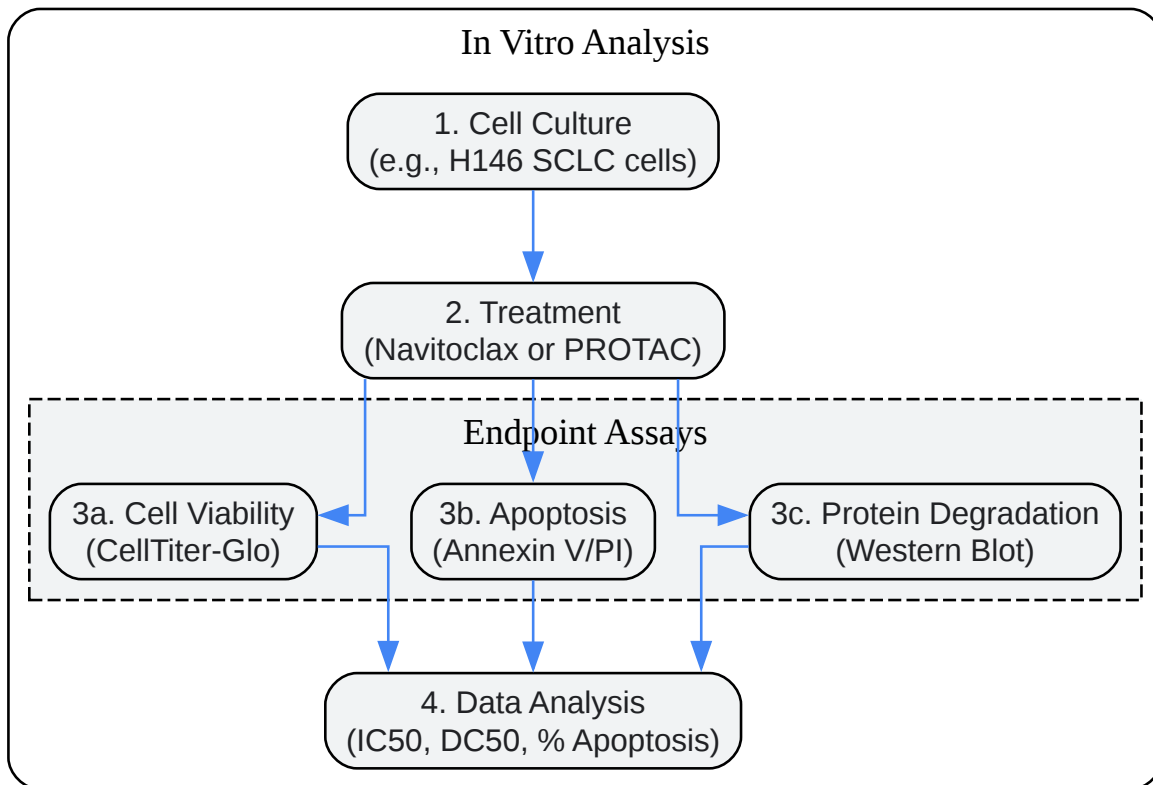 In Vitro Analysis
1. Cell Culture
(e.g., H146 SCLC cells)
2. Treatment
(Navitoclax or PROTAC)
Endpoint Assays
3a. Cell Viability
(CellTiter-Glo)
3b. Apoptosis
(Annexin V/PI)
3c. Protein Degradation
(Western Blot)
4. Data Analysis
(IC50, DC50, % Apoptosis)